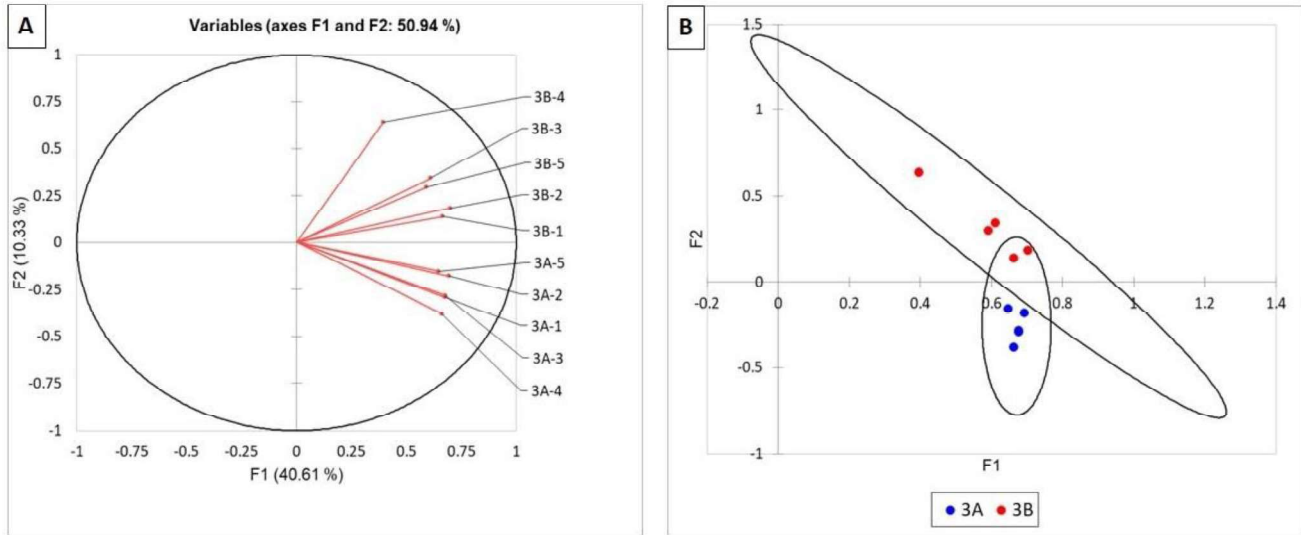 A
Variables (axes F1 and F2: 50.94 %)
1
0.75
0.5
0.25
0
-0.25
-0.5
-0.75
-1
F2 (10.33 %)
3B-4
3B-3
3B-5
3B-2
3B-1
3A-5
3A-2
3A-1
3A-3
3A-4
-1 -0.75 -0.5 -0.25 0 0.25 0.5 0.75 1
F1 (40.61 %)
B
1.5
1
0.5
0
-0.5
-1
F2
-0.2 0 0.2 0.4 0.6 0.8 1 1.2 1.4
F1
3A 3B